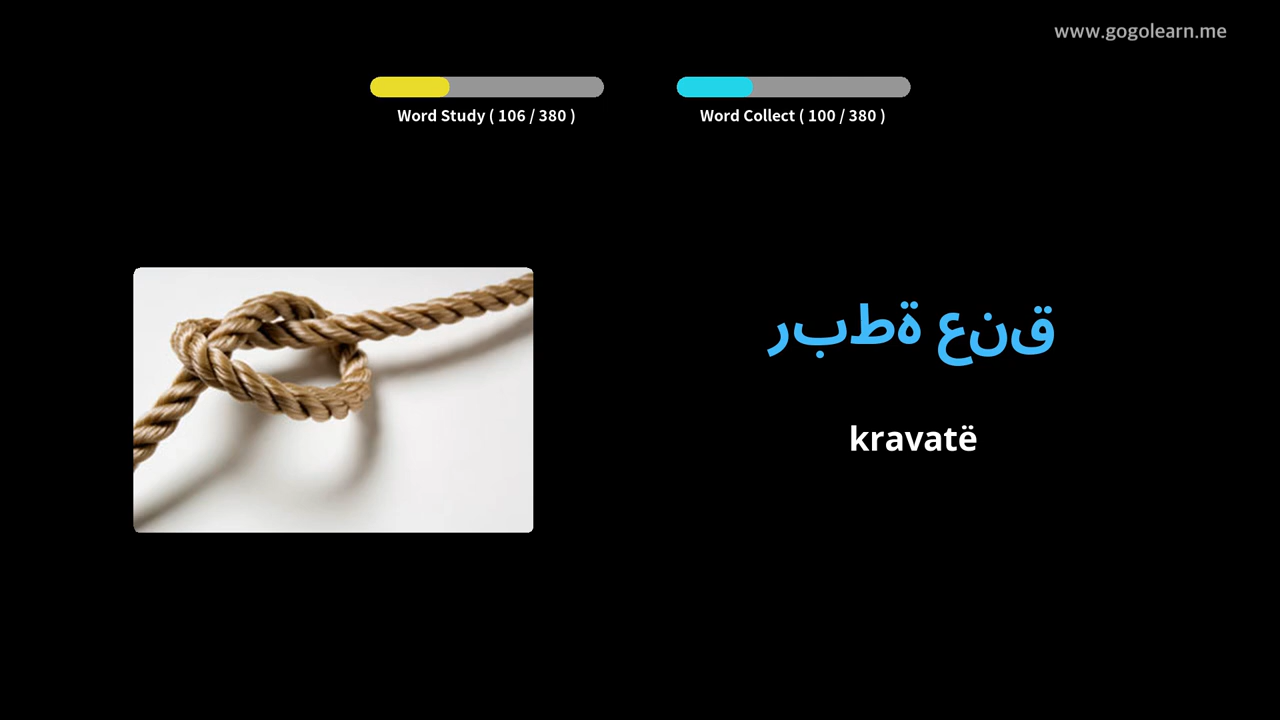 www.gogolearn.me
Word Study ( 106 / 380 )
Word Collect ( 100 / 380 )
ربطة عنق
kravatë